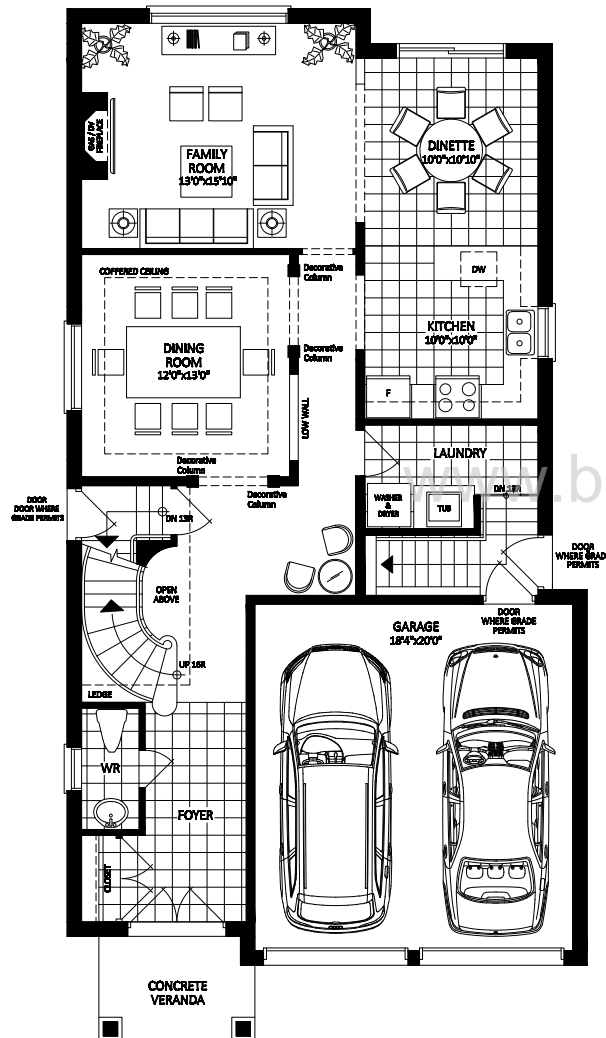 GAS / DV
FIREPLACE
FAMILY
ROOM
13'0"x15'10"
DINETTE
10'0"x10'10"
COFFERED CEILING
Decorative
Column
DW
KITCHEN
10'0"x10'0"
DINING
ROOM
12'0"x13'0"
Decorative
Column
F
LOW WALL
Decorative
Column
LAUNDRY
www.b
Decorative
Column
WASHER
&
DRYER
TUB
DOOR
DOOR WHERE
GRADE PERMITS
DN 13R
DOOR
WHERE GRAD
PERMITS
OPEN
ABOVE
DOOR
WHERE GRADE
PERMITS
GARAGE
18'4"x20'0"
UP 16R
LEDGE
WR
FOYER
CLOSET
CONCRETE
VERANDA